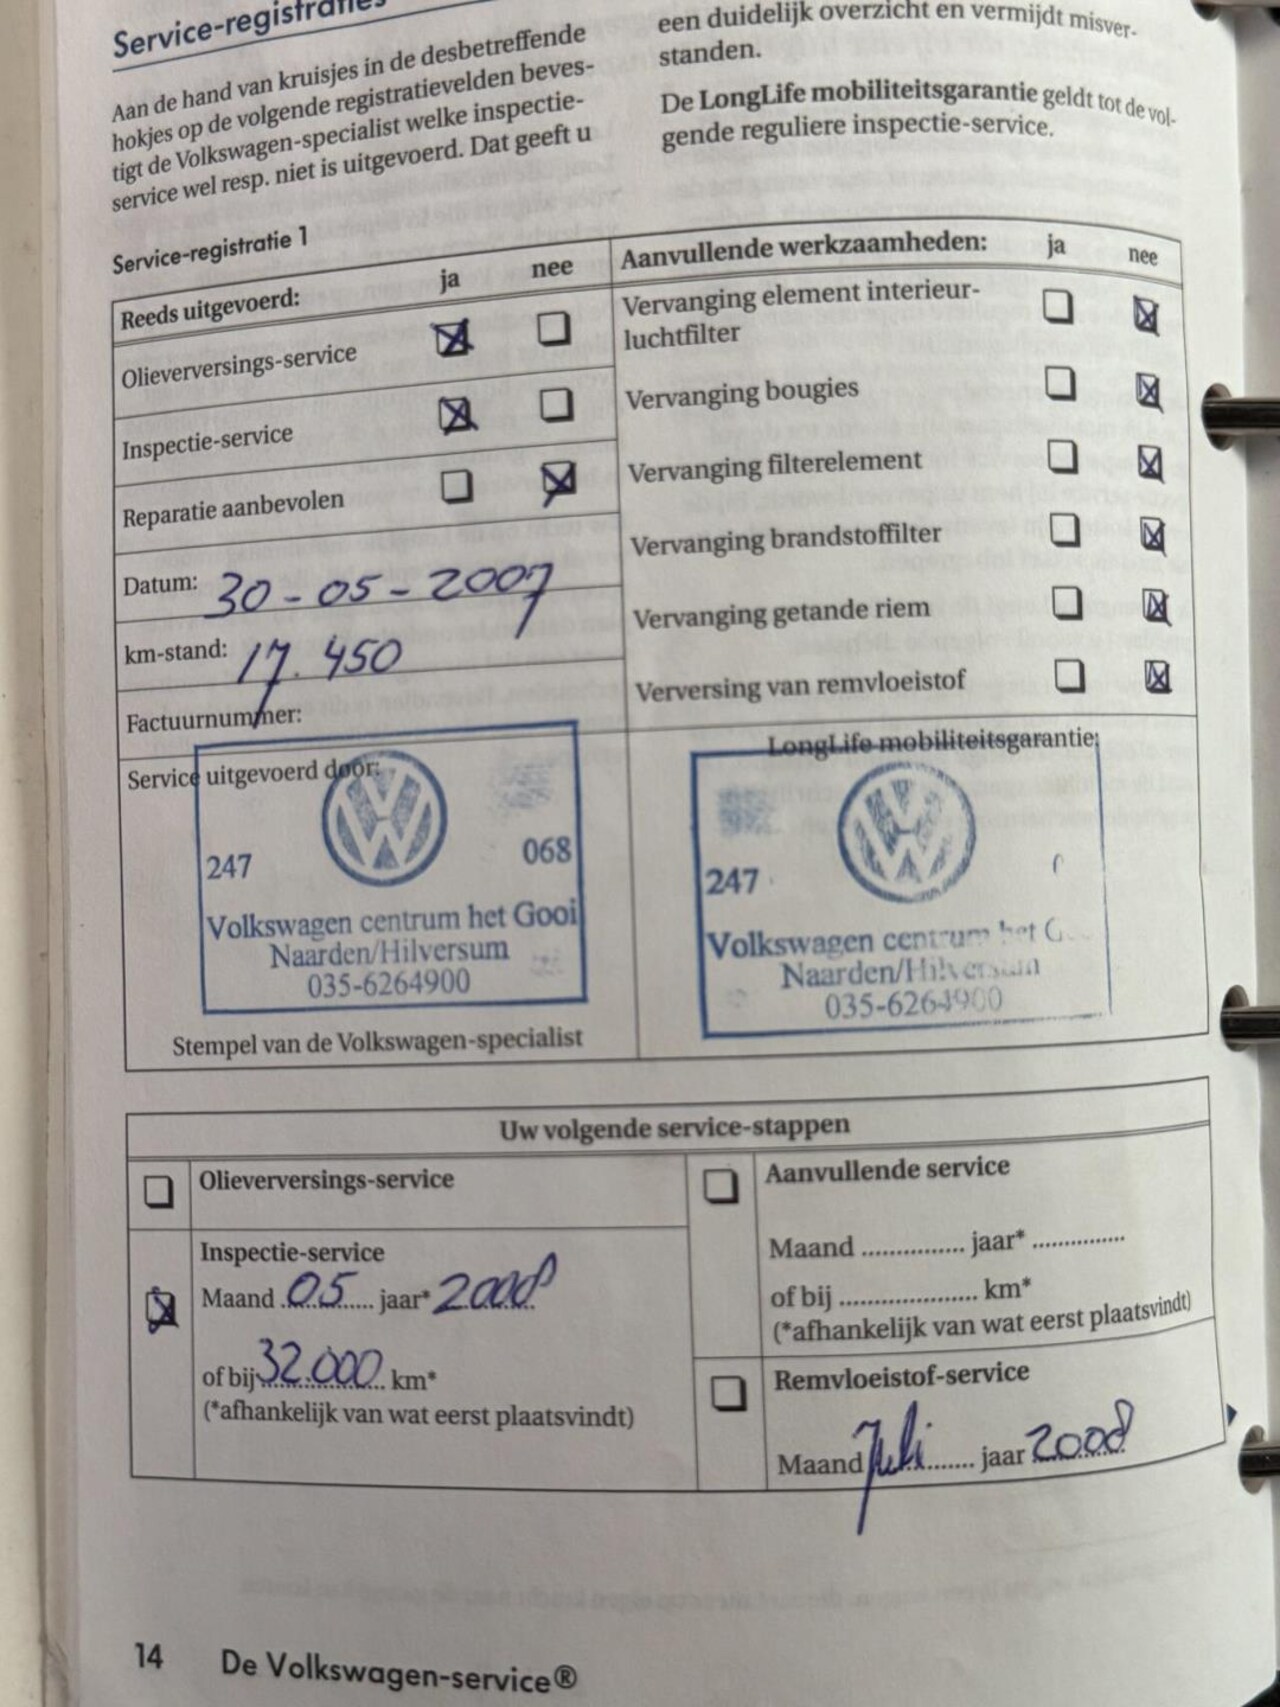 Service-registraties
Aan de hand van kruisjes in de desbetreffende
hokjes op de volgende registratievelden beves-
tigt de Volkswagen-specialist welke inspectie-
service wel resp. niet is uitgevoerd. Dat geeft u
een duidelijk overzicht en vermijdt misver-
standen.
De LongLife mobiliteitsgarantie geldt tot de vol-
gende reguliere inspectie-service.
Service-registratie 1
Reeds uitgevoerd: ja nee
Olieverversings-service
Inspectie-service
Reparatie aanbevolen
Datum: 30-05-2007
km-stand: 17.450
Factuurnummer:
Aanvullende werkzaamheden: ja nee
Vervanging element interieur-
luchtfilter
Vervanging bougies
Vervanging filterelement
Vervanging brandstoffilter
Vervanging getande riem
Verversing van remvloeistof
Service uitgevoerd door:
247 068
Volkswagen centrum het Gooi
Naarden/Hilversum
035-6264900
Stempel van de Volkswagen-specialist
LongLife mobiliteitsgarantie:
247
Volkswagen centrum het
Naarden/Hilversum
035-6264900
Uw volgende service-stappen
Olieverversings-service
Inspectie-service
Maand 05 jaar* 2008
of bij 32.000 km*
(*afhankelijk van wat eerst plaatsvindt)
Aanvullende service
Maand ............... jaar* ..............
of bij ..................... km*
(*afhankelijk van wat eerst plaatsvindt)
Remvloeistof-service
Maand Juli jaar 2008
14 De Volkswagen-service®